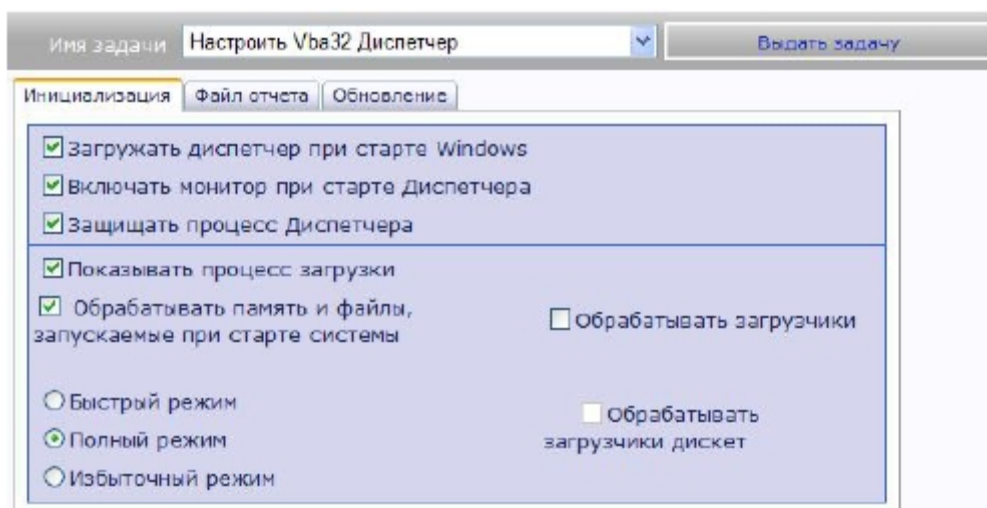 Имя задачи Настроить Vba32 Диспетчер Выдать задачу
Инициализация Файл отчета Обновление
Загружать диспетчер при старте Windows
Включать монитор при старте Диспетчера
Защищать процесс Диспетчера
Показывать процесс загрузки
Обрабатывать память и файлы,
запускаемые при старте системы
Обрабатывать загрузчики
Быстрый режим
Полный режим
Избыточный режим
Обрабатывать
загрузчики дискет